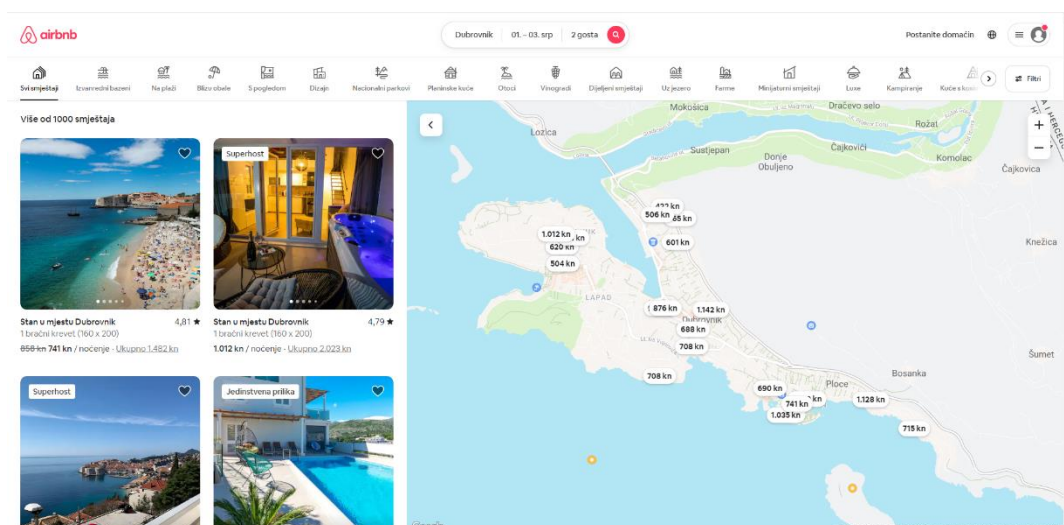 airbnb
Dubrovnik
01. – 03. srp
2 gosta
Postanite domaćin
Svi smještaji
Izvanredni bazeni
Na plaži
Blizu obale
S pogledom
Dizajn
Nacionalni parkovi
Planinske kuće
Otoci
Vinogradi
Dijeljeni smještaji
Uz jezero
Farme
Minijaturni smještaji
Luxe
Kampiranje
Filtri
Više od 1000 smještaja
Superhost
Stan u mjestu Dubrovnik
4,81 ★
1 bračni krevet (160 x 200)
858 kn 741 kn / noćenje - Ukupno 1.482 kn
Stan u mjestu Dubrovnik
4,79 ★
1 bračni krevet (160 x 200)
1.012 kn / noćenje - Ukupno 2.023 kn
Superhost
Jedinstvena prilika
Mokošica
Dračevo selo
Lozica
Rožat
Sustjepan
Donje
Obuljeno
Čajkovići
Komolac
Čajkovica
+
−
506 kn
1.012 kn
kn
620 kn
601 kn
504 kn
Knežica
LAPAD
876 kn
1.142 kn
Dubrovnik
688 kn
708 kn
Šumet
708 kn
Bosanka
690 kn
Ploce
kn
741 kn
1.128 kn
1.035 kn
715 kn